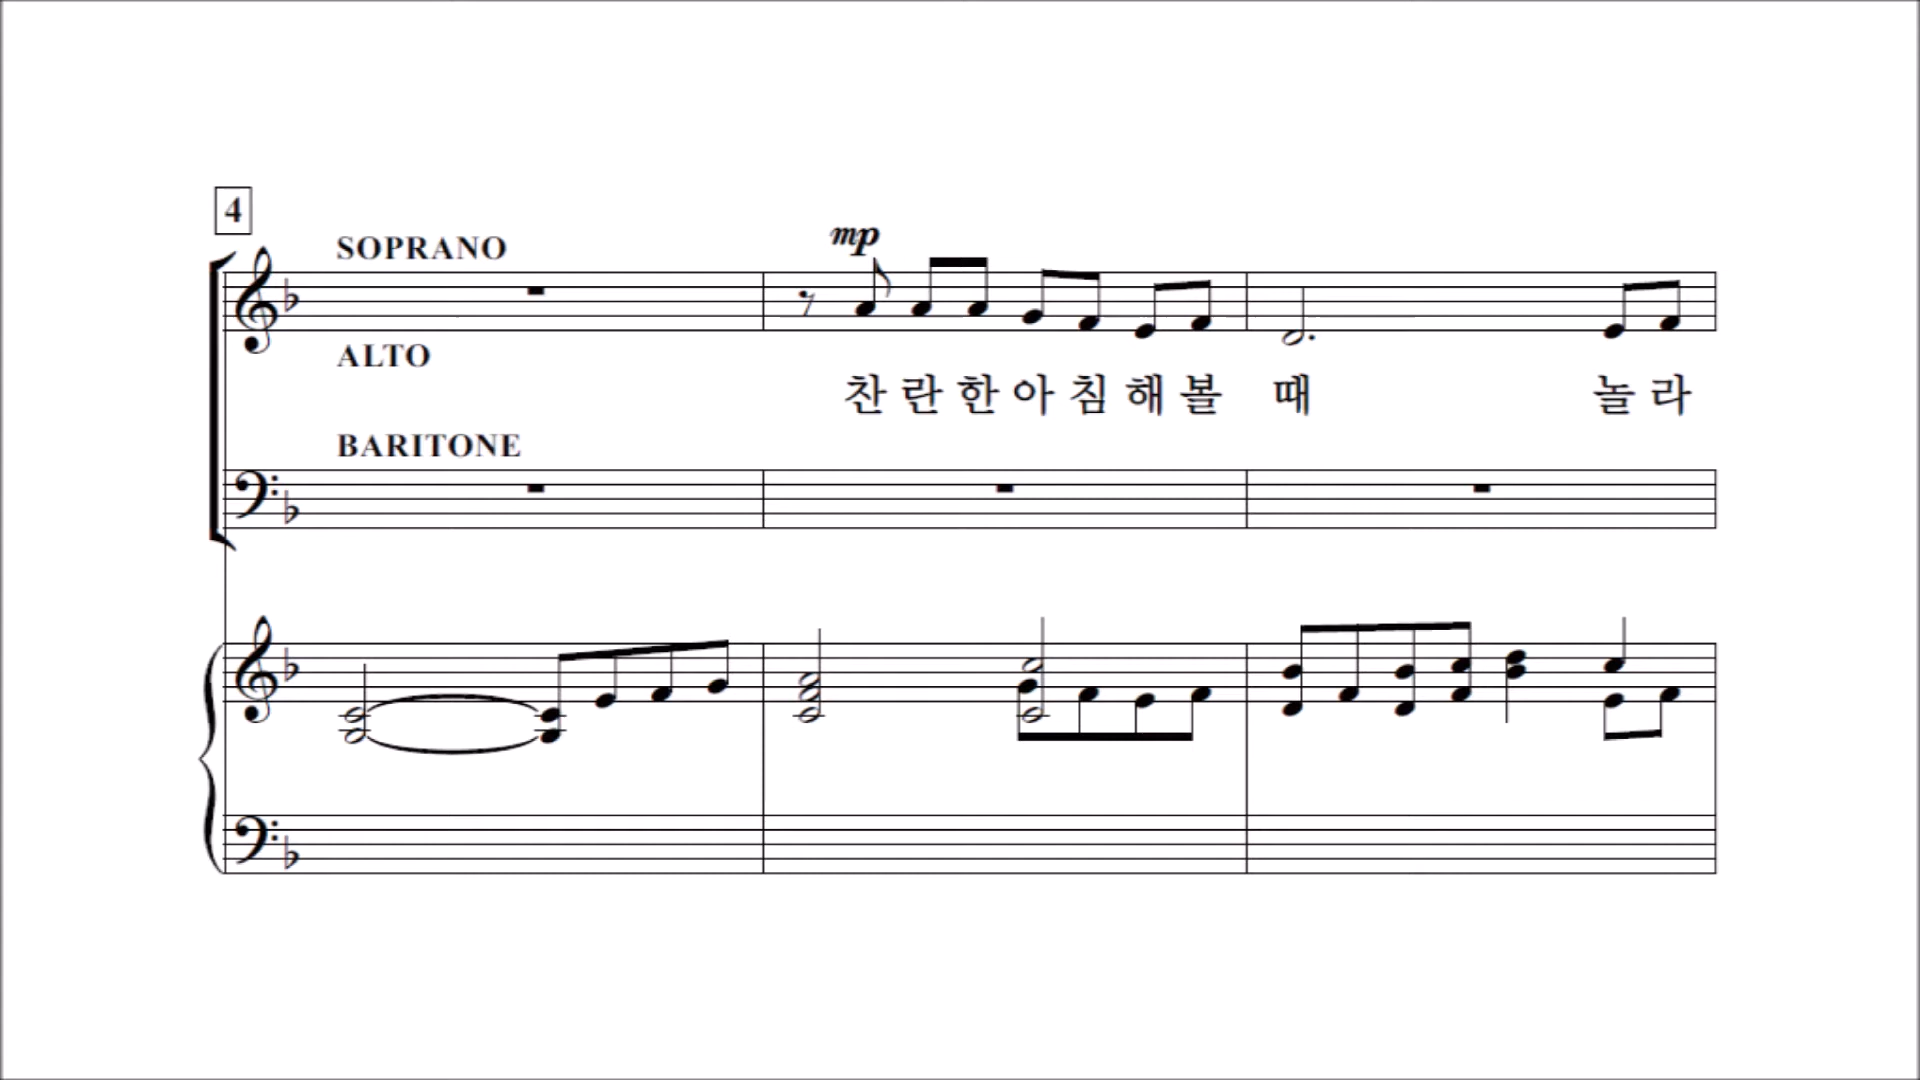 4
SOPRANO
mp
ALTO
찬 란 한 아 침 해 볼 때 놀 라
BARITONE